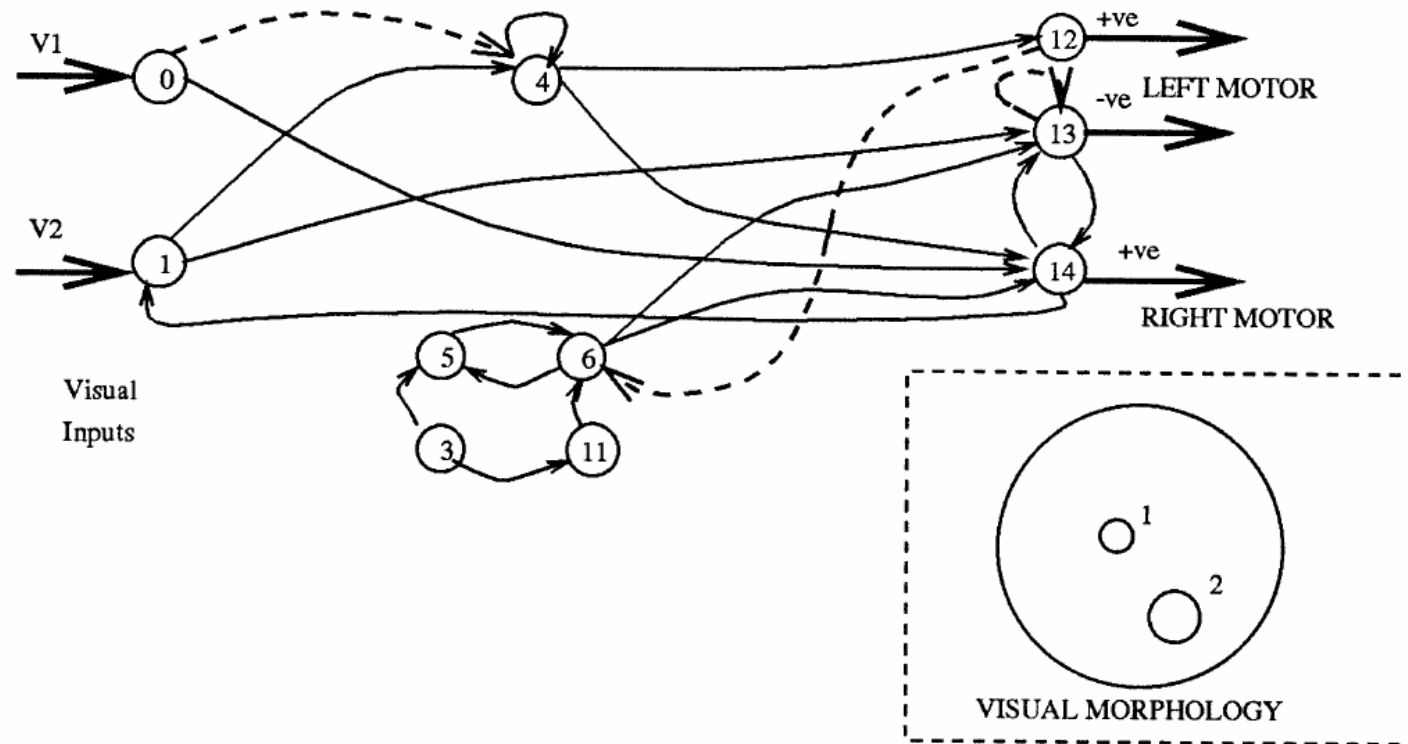 V1
0
4
12
+ve
LEFT MOTOR
-ve
13
V2
1
14
+ve
RIGHT MOTOR
5
6
Visual
Inputs
3
11
1
2
VISUAL MORPHOLOGY